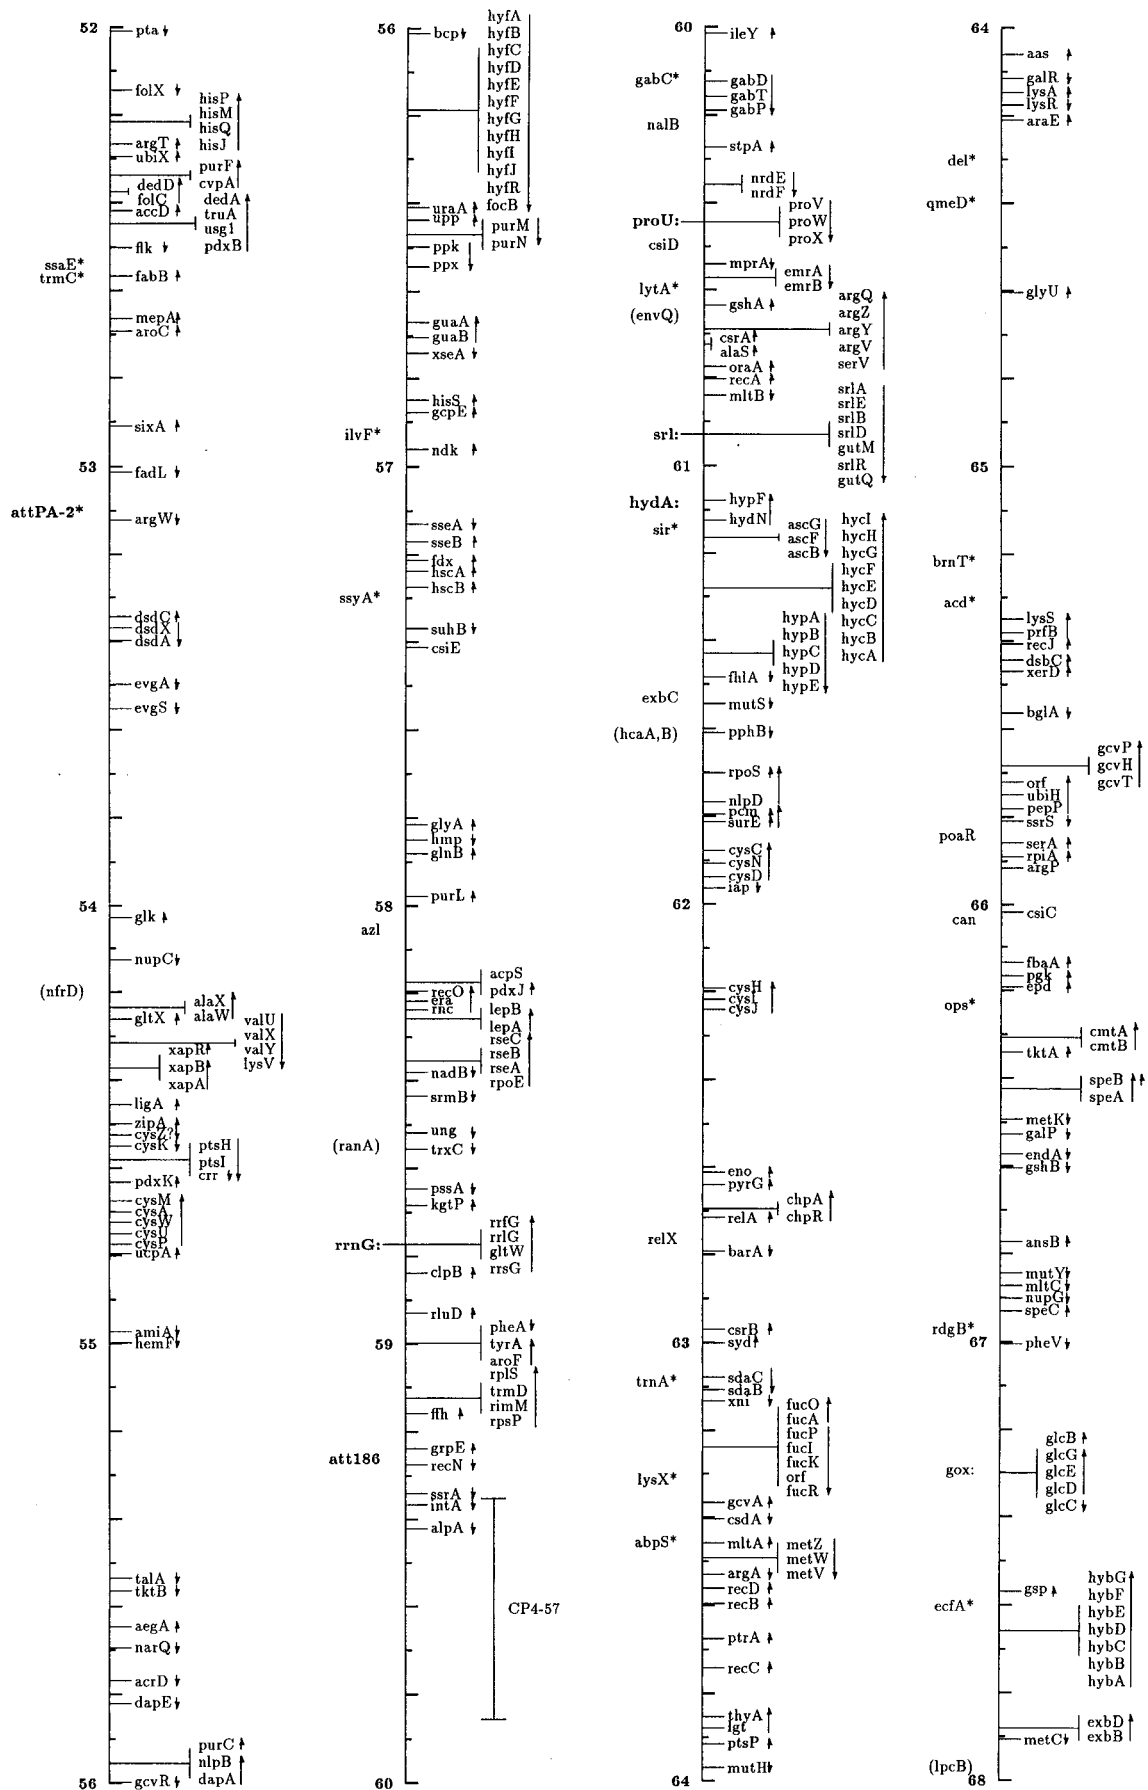 52
pta
folX
hisP
hisM
hisQ
hisJ
argT
ubiX
purF
cvpA
dedD
folC
accD
dedA
truA
usg1
pdxB
flk
ssaE*
trmC*
fabB
mepA
aroC
sixA
53
fadL
attPA-2*
argW
dsdC
dsdX
dsdA
evgA
evgS
54
glk
nupC
(nfrD)
alaX
alaW
gltX
valU
valX
valY
lysV
xapR
xapB
xapA
ligA
zipA
cysZ?
cysK
ptsH
ptsI
crr
pdxK
cysM
cysA
cysW
cysU
cysP
ucpA
amiA
55
hemF
talA
tktB
aegA
narQ
acrD
dapE
purC
nlpB
dapA
56
gcvR
56
bcp
hyfA
hyfB
hyfC
hyfD
hyfE
hyfF
hyfG
hyfH
hyfI
hyfJ
hyfR
focB
uraA
upp
purM
purN
ppk
ppx
guaA
guaB
xseA
hisS
gcpE
ilvF*
ndk
57
sseA
sseB
fdx
hscA
hscB
ssyA*
suhB
csiE
glyA
hmp
glnB
purL
58
azl
acpS
pdxJ
recO
era
rnc
lepB
lepA
rseC
rseB
rseA
rpoE
nadB
srmB
ung
(ranA)
trxC
pssA
kgtP
rrnG:
rrfG
rrlG
gltW
rrsG
clpB
rluD
59
pheA
tyrA
aroF
rplS
trmD
rimM
rpsP
ffh
grpE
att186
recN
ssrA
intA
alpA
CP4-57
60
60
ileY
gabC*
gabD
gabT
gabP
nalB
stpA
nrdE
nrdF
proU:
proV
proW
proX
csiD
mprA
emrA
emrB
lytA*
gshA
(envQ)
argQ
argZ
argY
argV
serV
csrA
alaS
oraA
recA
mltB
srl:
srlA
srlE
srlB
srlD
gutM
srlR
gutQ
61
hydA:
hypF
hydN
sir*
ascG
ascF
ascB
hycI
hycH
hycG
hycF
hycE
hycD
hycC
hycB
hycA
hypA
hypB
hypC
hypD
hypE
fhlA
exbC
mutS
(hcaA,B)
pphB
rpoS
nlpD
pcm
surE
cysC
cysN
cysD
iap
62
cysH
cysI
cysJ
eno
pyrG
chpA
chpR
relA
relX
barA
csrB
63
syd
trnA*
sdaC
sdaB
xni
fucO
fucA
fucP
fucI
fucK
orf
fucR
lysX*
gcvA
csdA
abpS*
mltA
metZ
metW
metV
argA
recD
recB
ptrA
recC
thyA
lgt
ptsP
mutH
64
64
aas
galR
lysA
lysR
araE
del*
qmeD*
glyU
65
brnT*
acd*
lysS
prfB
recJ
dsbC
xerD
bglA
gcvP
gcvH
gcvT
orf
ubiH
pepP
ssrS
poaR
serA
rpiA
argP
66
can
csiC
fbaA
pgk
epd
ops*
cmtA
cmtB
tktA
speB
speA
metK
galP
endA
gshB
ansB
mutY
mltC
nupG
speC
rdgB*
67
pheV
gox:
glcB
glcG
glcE
glcD
glcC
gsp
ecfA*
hybG
hybF
hybE
hybD
hybC
hybB
hybA
exbD
exbB
metC
(lpcB)
68